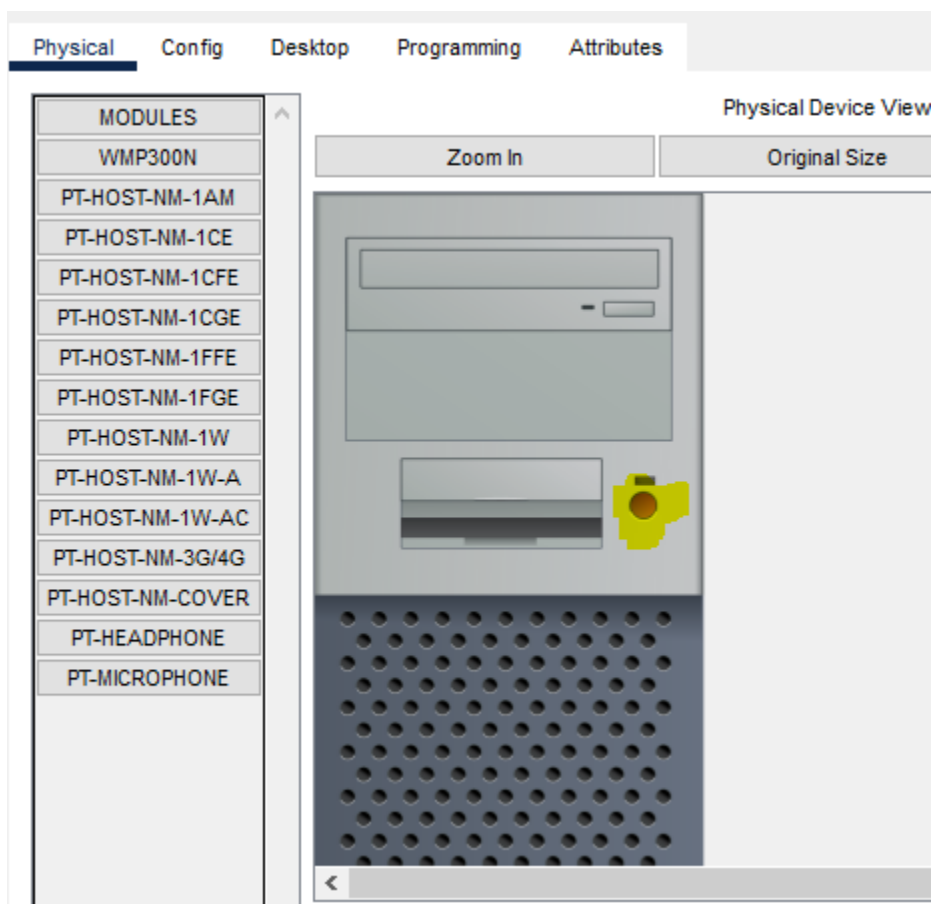 Physical Config Desktop Programming Attributes
MODULES
WMP300N
PT-HOST-NM-1AM
PT-HOST-NM-1CE
PT-HOST-NM-1CFE
PT-HOST-NM-1CGE
PT-HOST-NM-1FFE
PT-HOST-NM-1FGE
PT-HOST-NM-1W
PT-HOST-NM-1W-A
PT-HOST-NM-1W-AC
PT-HOST-NM-3G/4G
PT-HOST-NM-COVER
PT-HEADPHONE
PT-MICROPHONE
Physical Device View
Zoom In Original Size